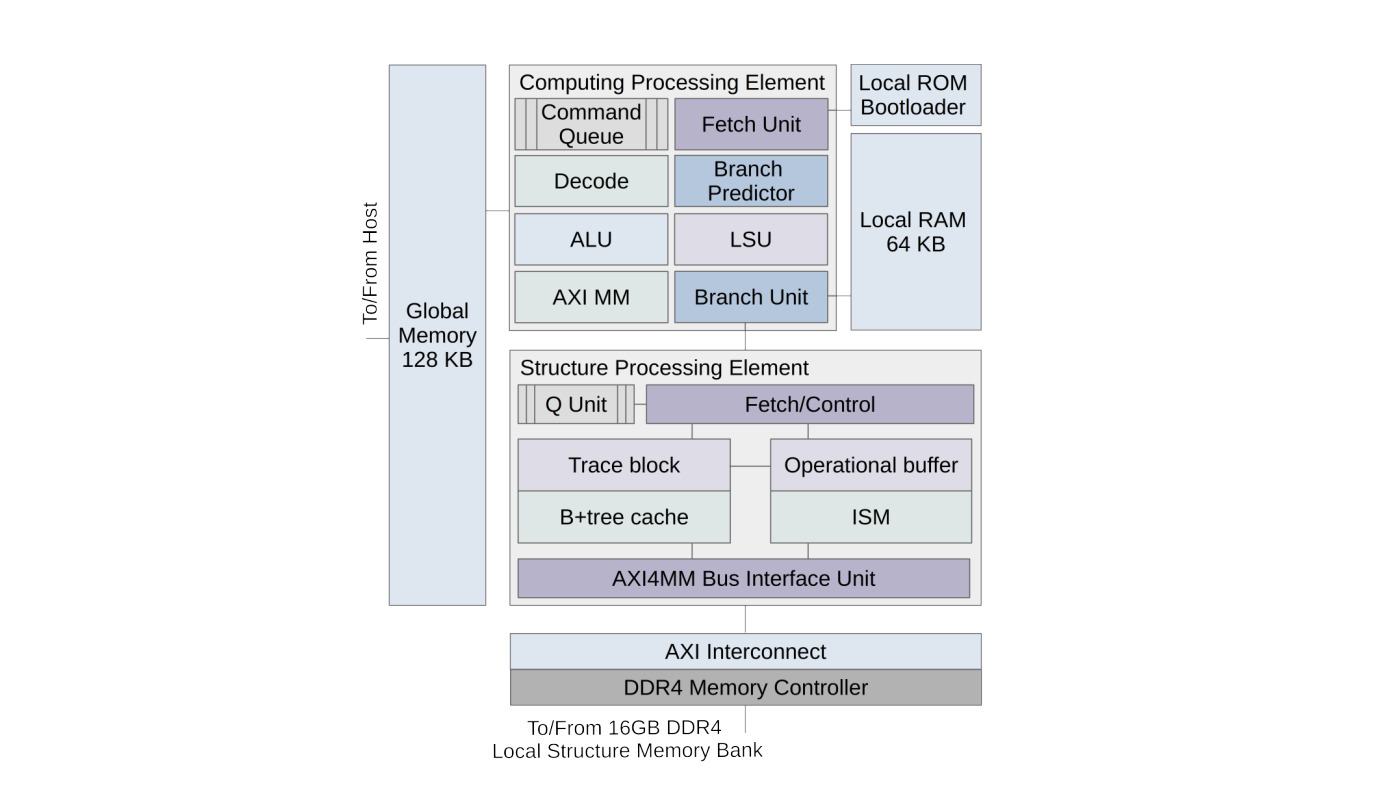 To/From Host
Global
Memory
128 KB
Computing Processing Element
Command
Queue
Fetch Unit
Decode
Branch
Predictor
ALU
LSU
AXI MM
Branch Unit
Local ROM
Bootloader
Local RAM
64 KB
Structure Processing Element
Q Unit
Fetch/Control
Trace block
Operational buffer
B+tree cache
ISM
AXI4MM Bus Interface Unit
AXI Interconnect
DDR4 Memory Controller
To/From 16GB DDR4
Local Structure Memory Bank